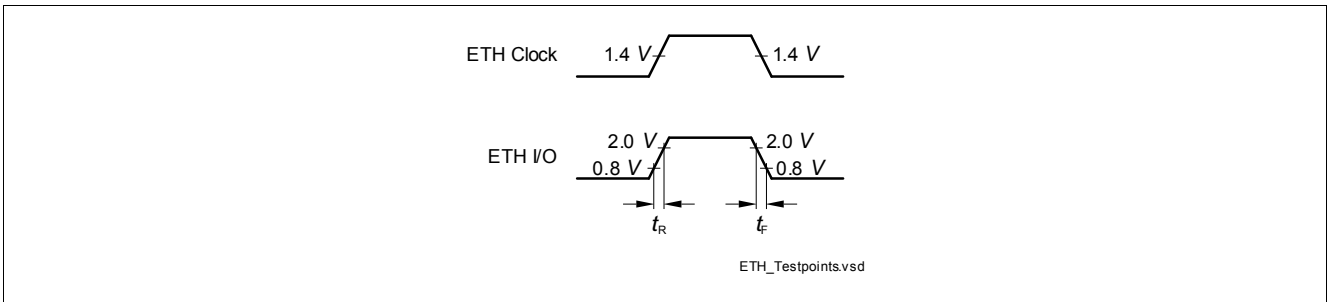 ETH Clock 1.4 V 1.4 V
2.0 V 2.0 V
ETH I/O
0.8 V 0.8 V
tR tF
ETH_Testpoints.vsd